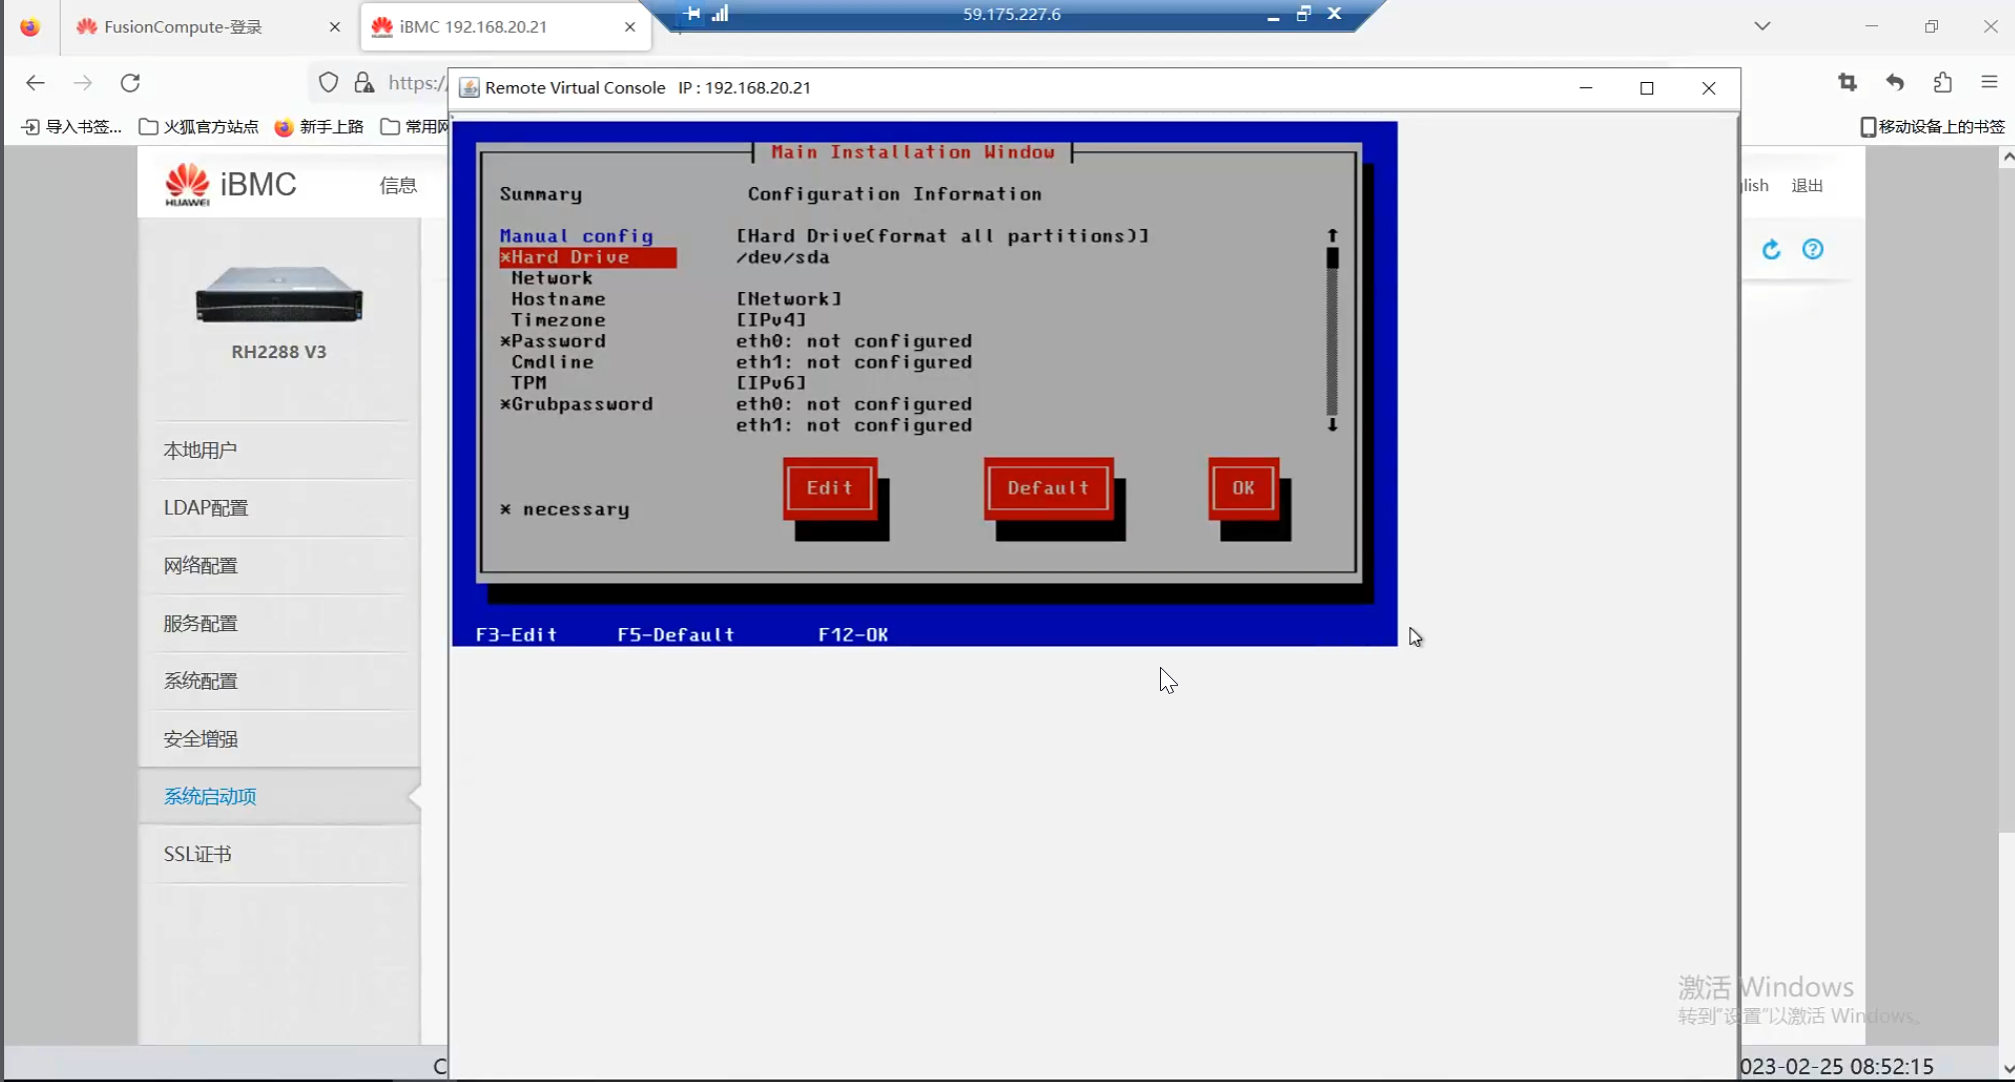 59.175.227.6
FusionCompute-登录
iBMC 192.168.20.21
https:/
Remote Virtual Console IP : 192.168.20.21
导入书签...
火狐官方站点
新手上路
常用网
移动设备上的书签
HUAWEI
iBMC
信息
lish
退出
RH2288 V3
本地用户
LDAP配置
网络配置
服务配置
系统配置
安全增强
系统启动项
SSL证书
Main Installation Window
Summary Configuration Information
Manual config [Hard Drive(format all partitions)]
*Hard Drive /dev/sda
Network
Hostname [Network]
Timezone [IPv4]
*Password eth0: not configured
Cmdline eth1: not configured
TPM [IPv6]
*Grubpassword eth0: not configured
eth1: not configured
Edit Default OK
* necessary
F3-Edit F5-Default F12-OK
激活 Windows
转到"设置"以激活 Windows。
C
023-02-25 08:52:15